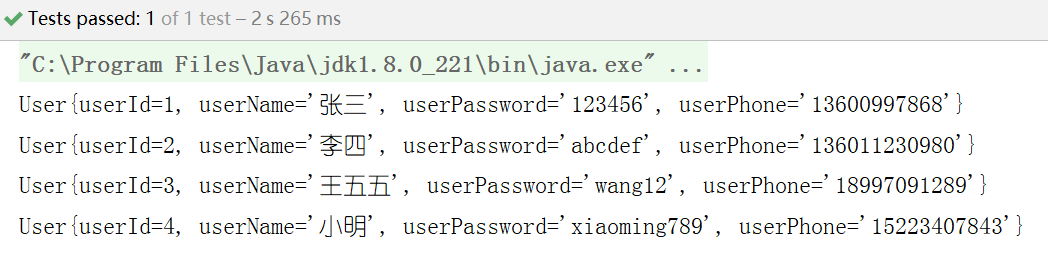 Tests passed: 1 of 1 test – 2 s 265 ms
"C:\Program Files\Java\jdk1.8.0_221\bin\java.exe" ...
User{userId=1, userName='张三', userPassword='123456', userPhone='13600997868'}
User{userId=2, userName='李四', userPassword='abcdef', userPhone='136011230980'}
User{userId=3, userName='王五五', userPassword='wang12', userPhone='18997091289'}
User{userId=4, userName='小明', userPassword='xiaoming789', userPhone='15223407843'}